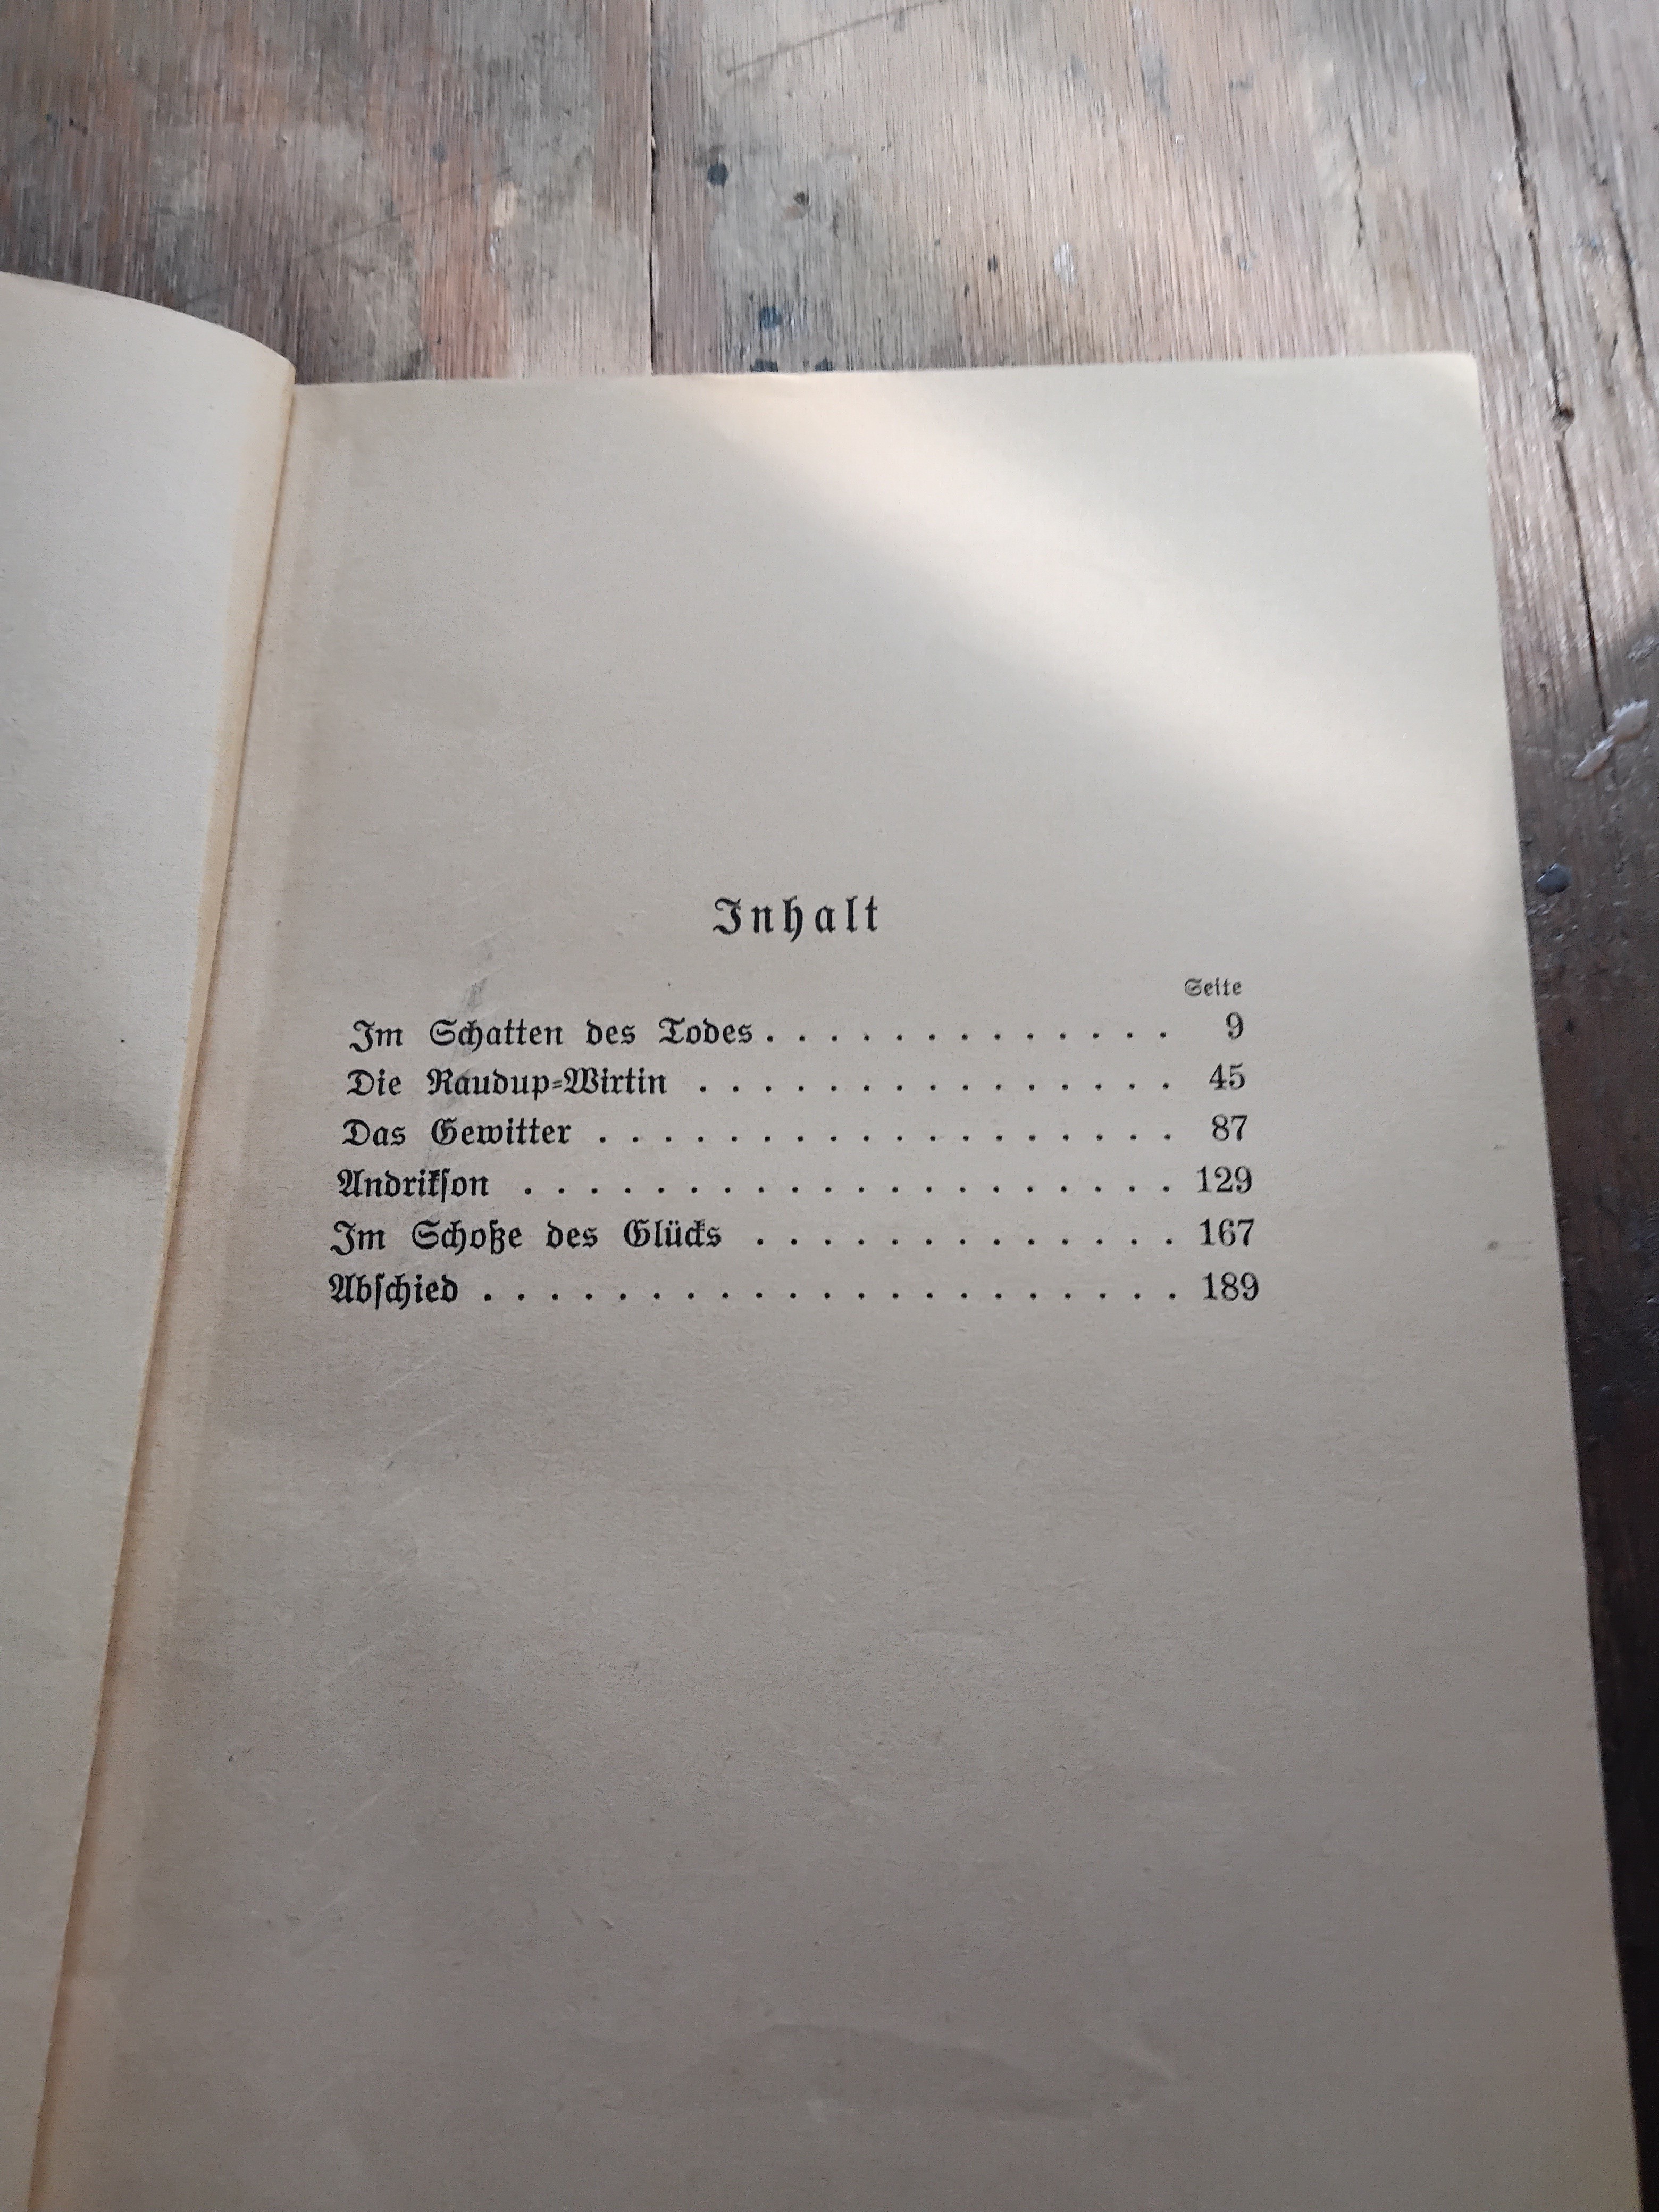 Inhalt
Seite
Im Schatten des Todes . . . . . . . . . . . . . 9
Die Raudup-Wirtin . . . . . . . . . . . . . . . 45
Das Gewitter . . . . . . . . . . . . . . . . . . 87
Andrikſon . . . . . . . . . . . . . . . . . . . . 129
Im Schoße des Glücks . . . . . . . . . . . . . 167
Abſchied . . . . . . . . . . . . . . . . . . . . . . 189